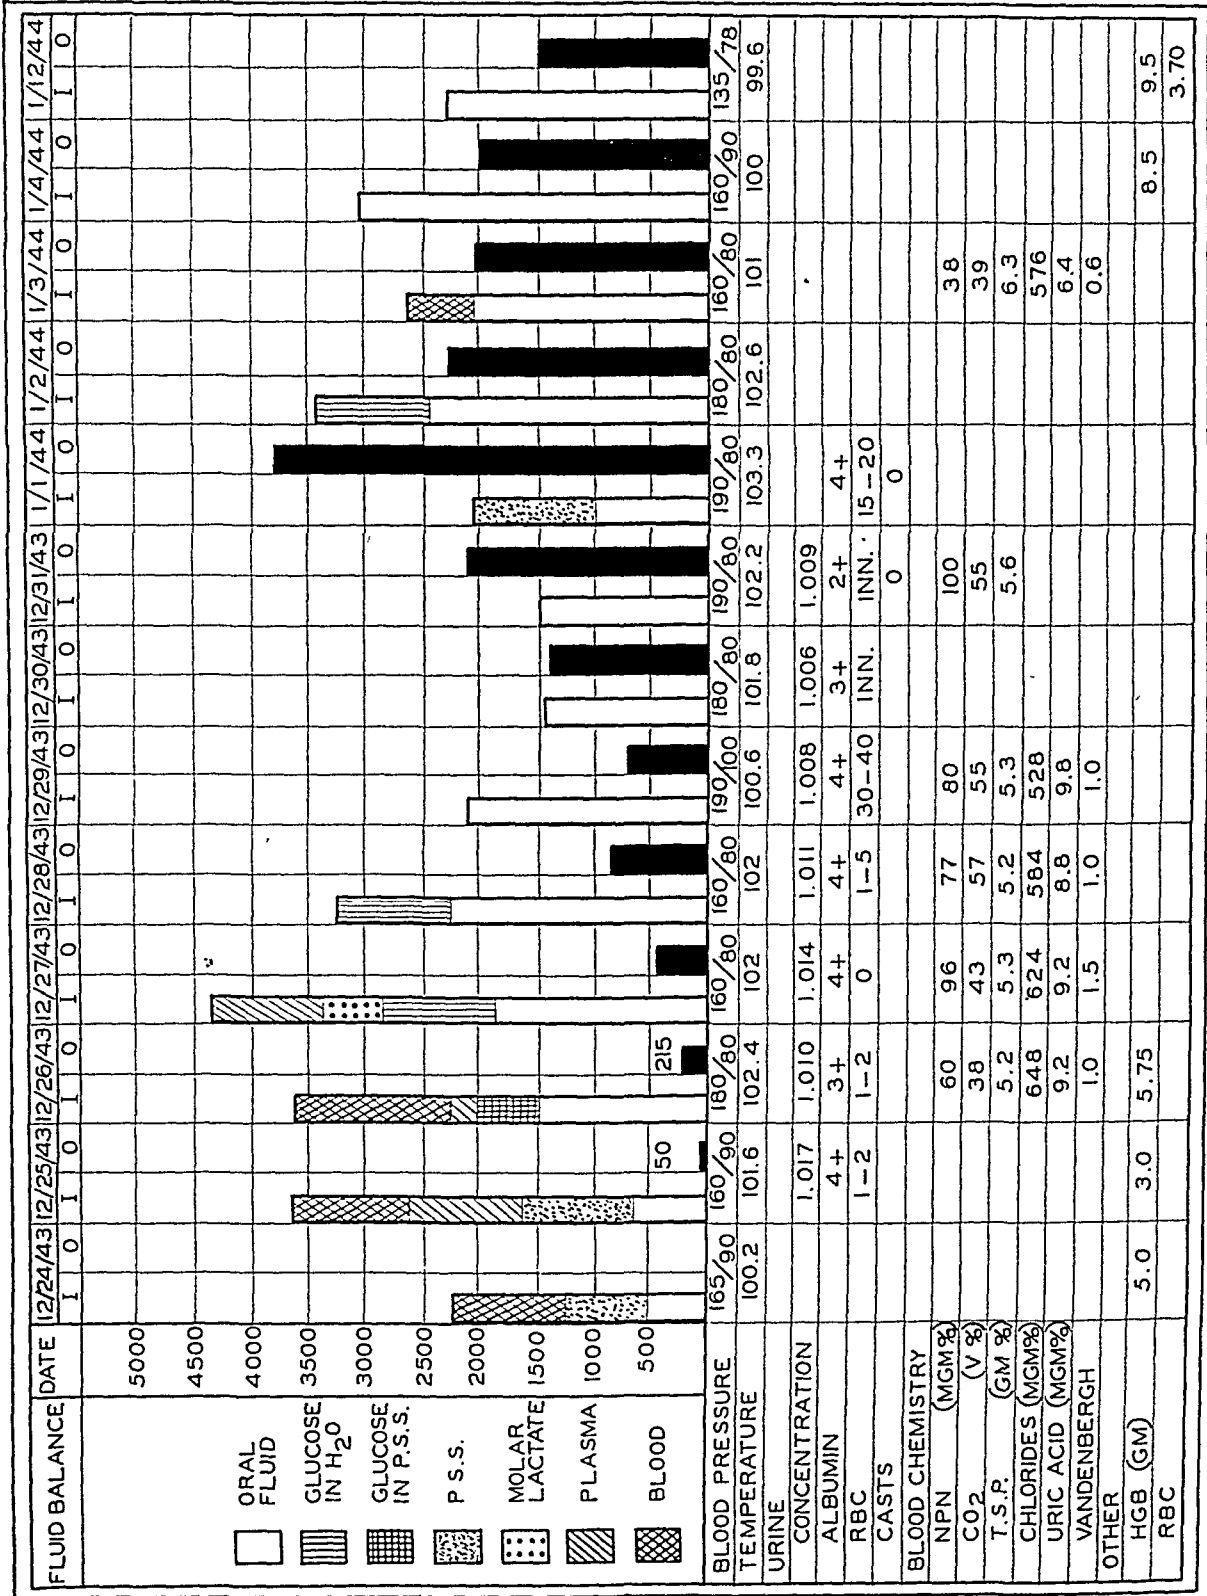 FLUID BALANCE DATE 12/24/43 12/25/43 12/26/43 12/27/43 12/28/43 12/29/43 12/30/43 12/31/43 1/1/44 1/2/44 1/3/44 1/4/44 1/12/44
I O I O I O I O I O I O I O I O I O I O I O I O I O
5000
4500
4000
3500
3000
2500
2000
1500
1000
500
ORAL
FLUID
GLUCOSE
IN H2O
GLUCOSE
IN P.S.S.
P S.S.
MOLAR
LACTATE
PLASMA
BLOOD
50
215
BLOOD PRESSURE 165/90 160/90 180/80 160/80 160/80 190/100 180/80 190/80 190/80 180/80 160/80 160/90 135/78
TEMPERATURE 100.2 101.6 102.4 102 102 100.6 101.8 102.2 103.3 102.6 101 100 99.6
URINE
CONCENTRATION 1.017 1.010 1.014 1.011 1.008 1.006 1.009
ALBUMIN 4+ 3+ 4+ 4+ 4+ 3+ 2+ 4+
RBC 1-2 1-2 0 1-5 30-40 INN. INN. 15-20
CASTS 0 0
BLOOD CHEMISTRY
NPN (MGM%) 60 96 77 80 100 38
CO2 (V %) 38 43 57 55 55 39
T.S.P. (GM %) 5.2 5.3 5.2 5.3 5.6 6.3
CHLORIDES (MGM%) 648 624 584 528 576
URIC ACID (MGM%) 9.2 9.2 8.8 9.8 6.4
VANDENBERGH 1.0 1.5 1.0 1.0 0.6
OTHER
HGB (GM) 5.0 3.0 5.75 8.5 9.5
RBC 3.70